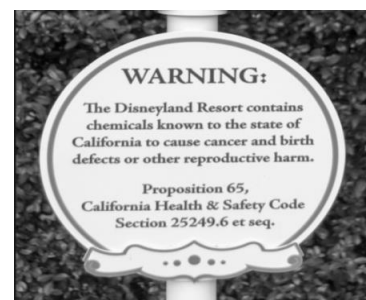 WARNING:
The Disneyland Resort contains
chemicals known to the state of
California to cause cancer and birth
defects or other reproductive harm.
Proposition 65,
California Health & Safety Code
Section 25249.6 et seq.